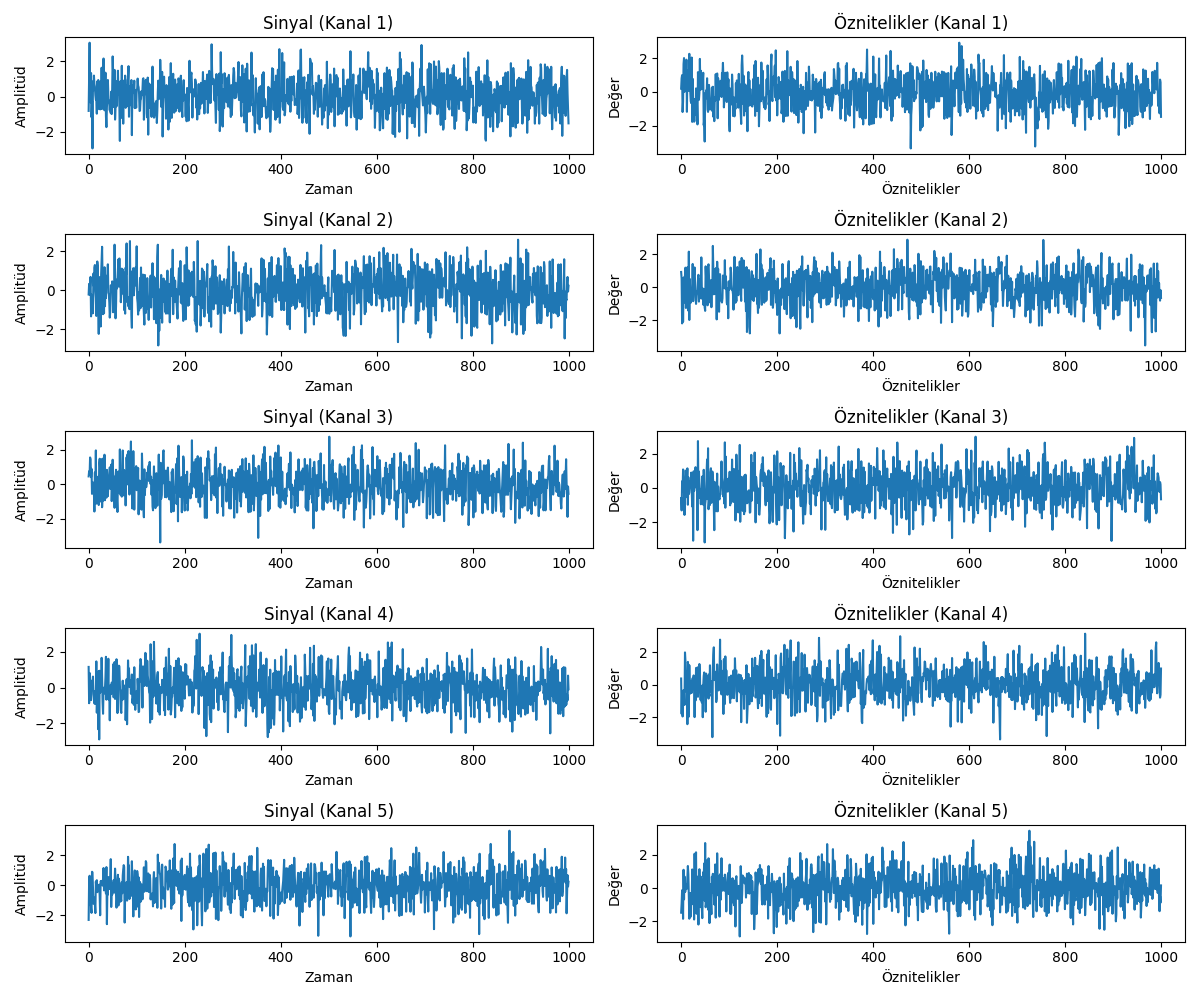 Sinyal (Kanal 1)
Amplitüd
2
0
−2
0 200 400 600 800 1000
Zaman
Öznitelikler (Kanal 1)
Değer
2
0
−2
0 200 400 600 800 1000
Öznitelikler
Sinyal (Kanal 2)
Amplitüd
2
0
−2
0 200 400 600 800 1000
Zaman
Öznitelikler (Kanal 2)
Değer
2
0
−2
0 200 400 600 800 1000
Öznitelikler
Sinyal (Kanal 3)
Amplitüd
2
0
−2
0 200 400 600 800 1000
Zaman
Öznitelikler (Kanal 3)
Değer
2
0
−2
0 200 400 600 800 1000
Öznitelikler
Sinyal (Kanal 4)
Amplitüd
2
0
−2
0 200 400 600 800 1000
Zaman
Öznitelikler (Kanal 4)
Değer
2
0
−2
0 200 400 600 800 1000
Öznitelikler
Sinyal (Kanal 5)
Amplitüd
2
0
−2
0 200 400 600 800 1000
Zaman
Öznitelikler (Kanal 5)
Değer
2
0
−2
0 200 400 600 800 1000
Öznitelikler